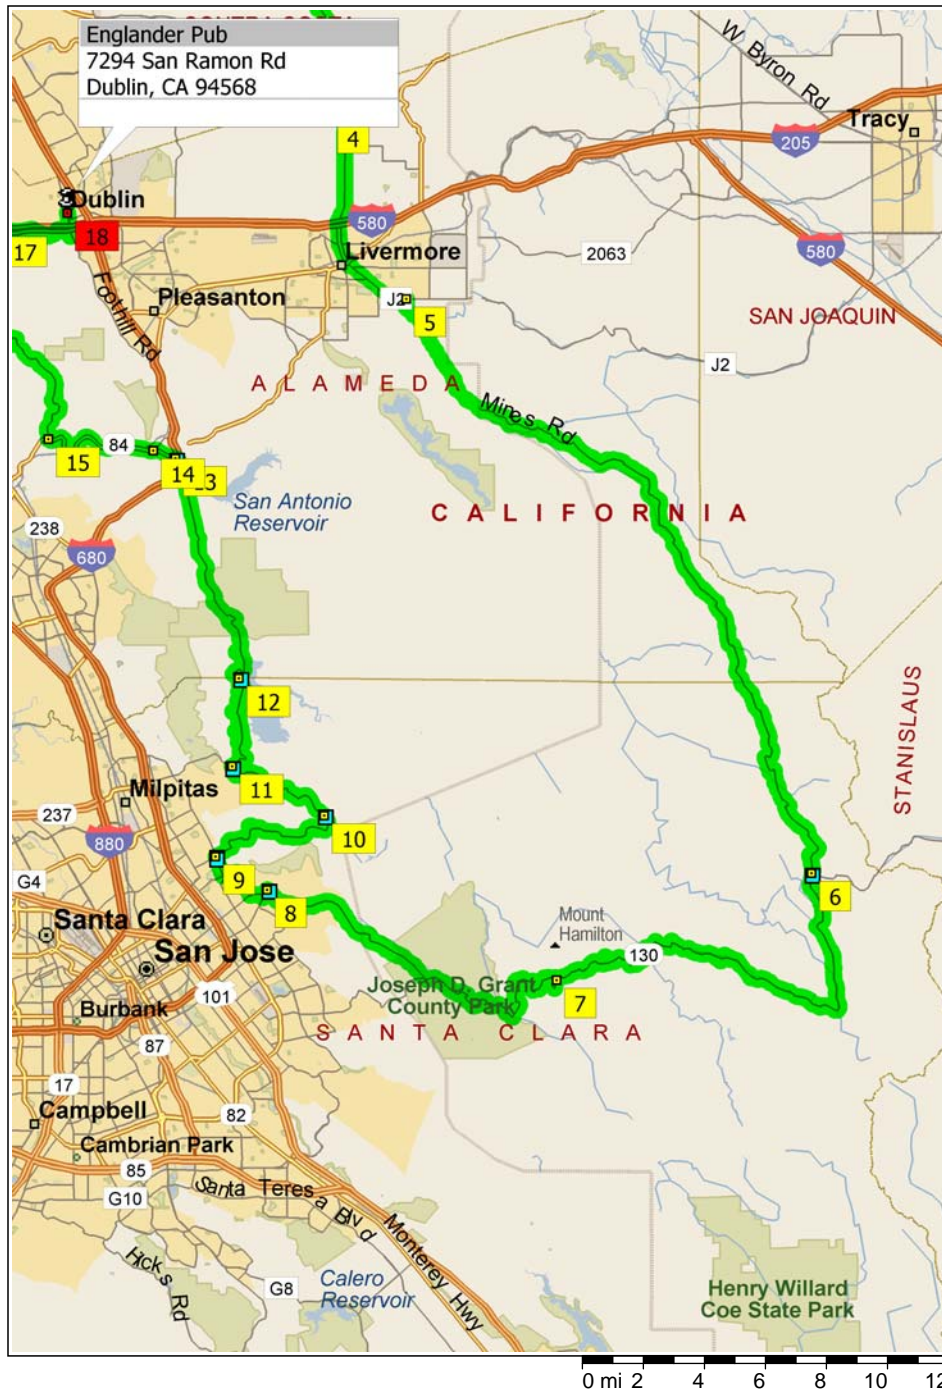 Englander Pub
7294 San Ramon Rd
Dublin, CA 94568
W Byron Rd
Tracy
4
205
Dublin
18
17
580
Livermore
2063
580
Foothill Rd
Pleasanton
J2
5
SAN JOAQUIN
J2
ALAMEDA
Mines Rd
84
15
14
San Antonio
Reservoir
CALIFORNIA
238
680
12
STANISLAUS
Milpitas
11
237
10
880
9
G4
8
6
Santa Clara
Mount
Hamilton
San Jose
130
7
Joseph D. Grant
County Park
101
Burbank
SANTA CLARA
87
17
82
Campbell
Cambrian Park
85
G10
Santa Teresa Blvd
Monterey Hwy
Hicks Rd
G8
Calero
Reservoir
Henry Willard
Coe State Park
0 mi 2 4 6 8 10